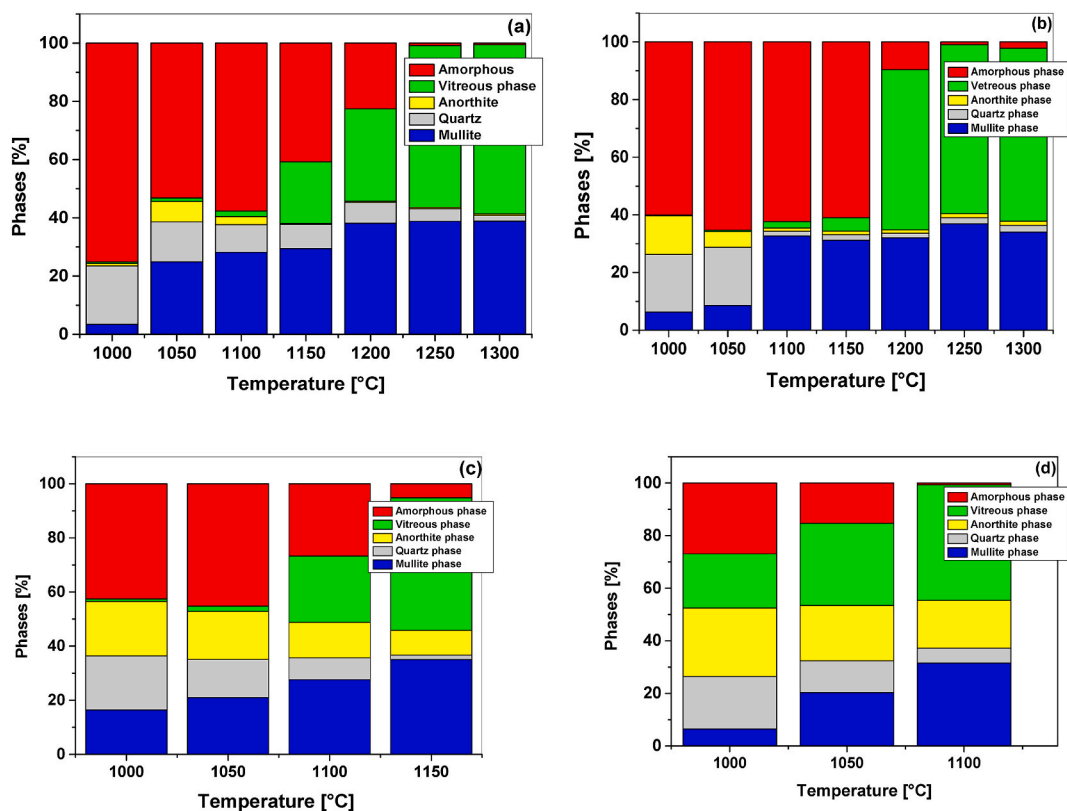 (a)
100
80
60
40
20
0
Phases [%]
Amorphous
Vitreous phase
Anorthite
Quartz
Mullite
1000 1050 1100 1150 1200 1250 1300
Temperature [°C]
(b)
100
80
60
40
20
0
Phases [%]
Amorphous phase
Vetreous phase
Anorthite phase
Quartz phase
Mullite phase
1000 1050 1100 1150 1200 1250 1300
Temperature [°C]
(c)
100
80
60
40
20
0
Phases [%]
Amorphous phase
Vitreous phase
Anorthite phase
Quartz phase
Mullite phase
1000 1050 1100 1150
Temperature [°C]
(d)
100
80
60
40
20
0
Phases [%]
Amorphous phase
Vitreous phase
Anorthite phase
Quartz phase
Mullite phase
1000 1050 1100
Temperature [°C]